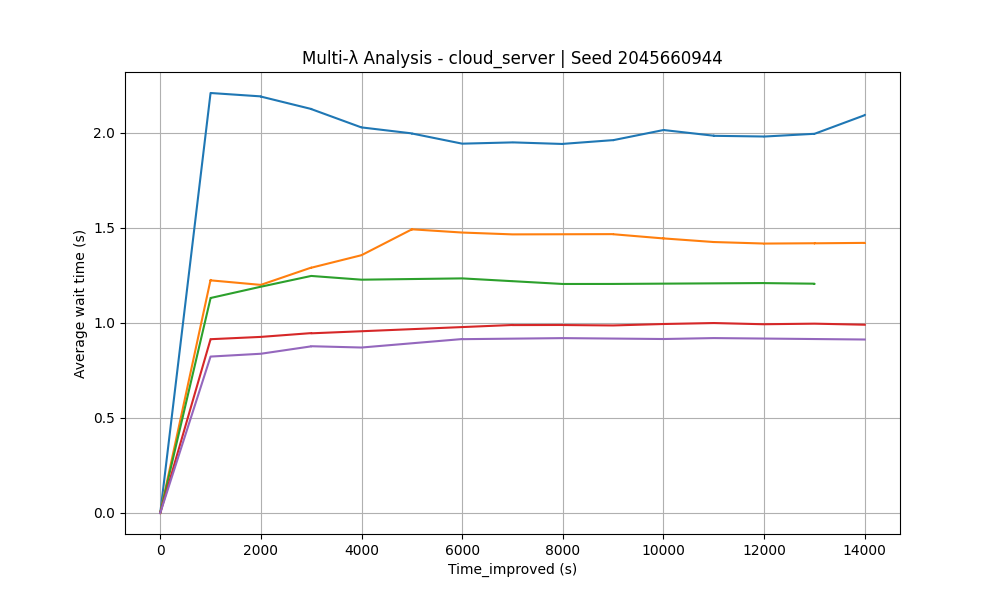 Multi-λ Analysis - cloud_server | Seed 2045660944
Average wait time (s)
2.0
1.5
1.0
0.5
0.0
0 2000 4000 6000 8000 10000 12000 14000
Time_improved (s)